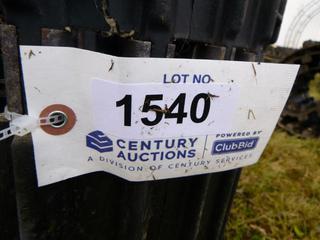 LOT NO.
1540
CENTURY
AUCTIONS
A DIVISION OF CENTURY SERVICES
POWERED BY
ClubBid